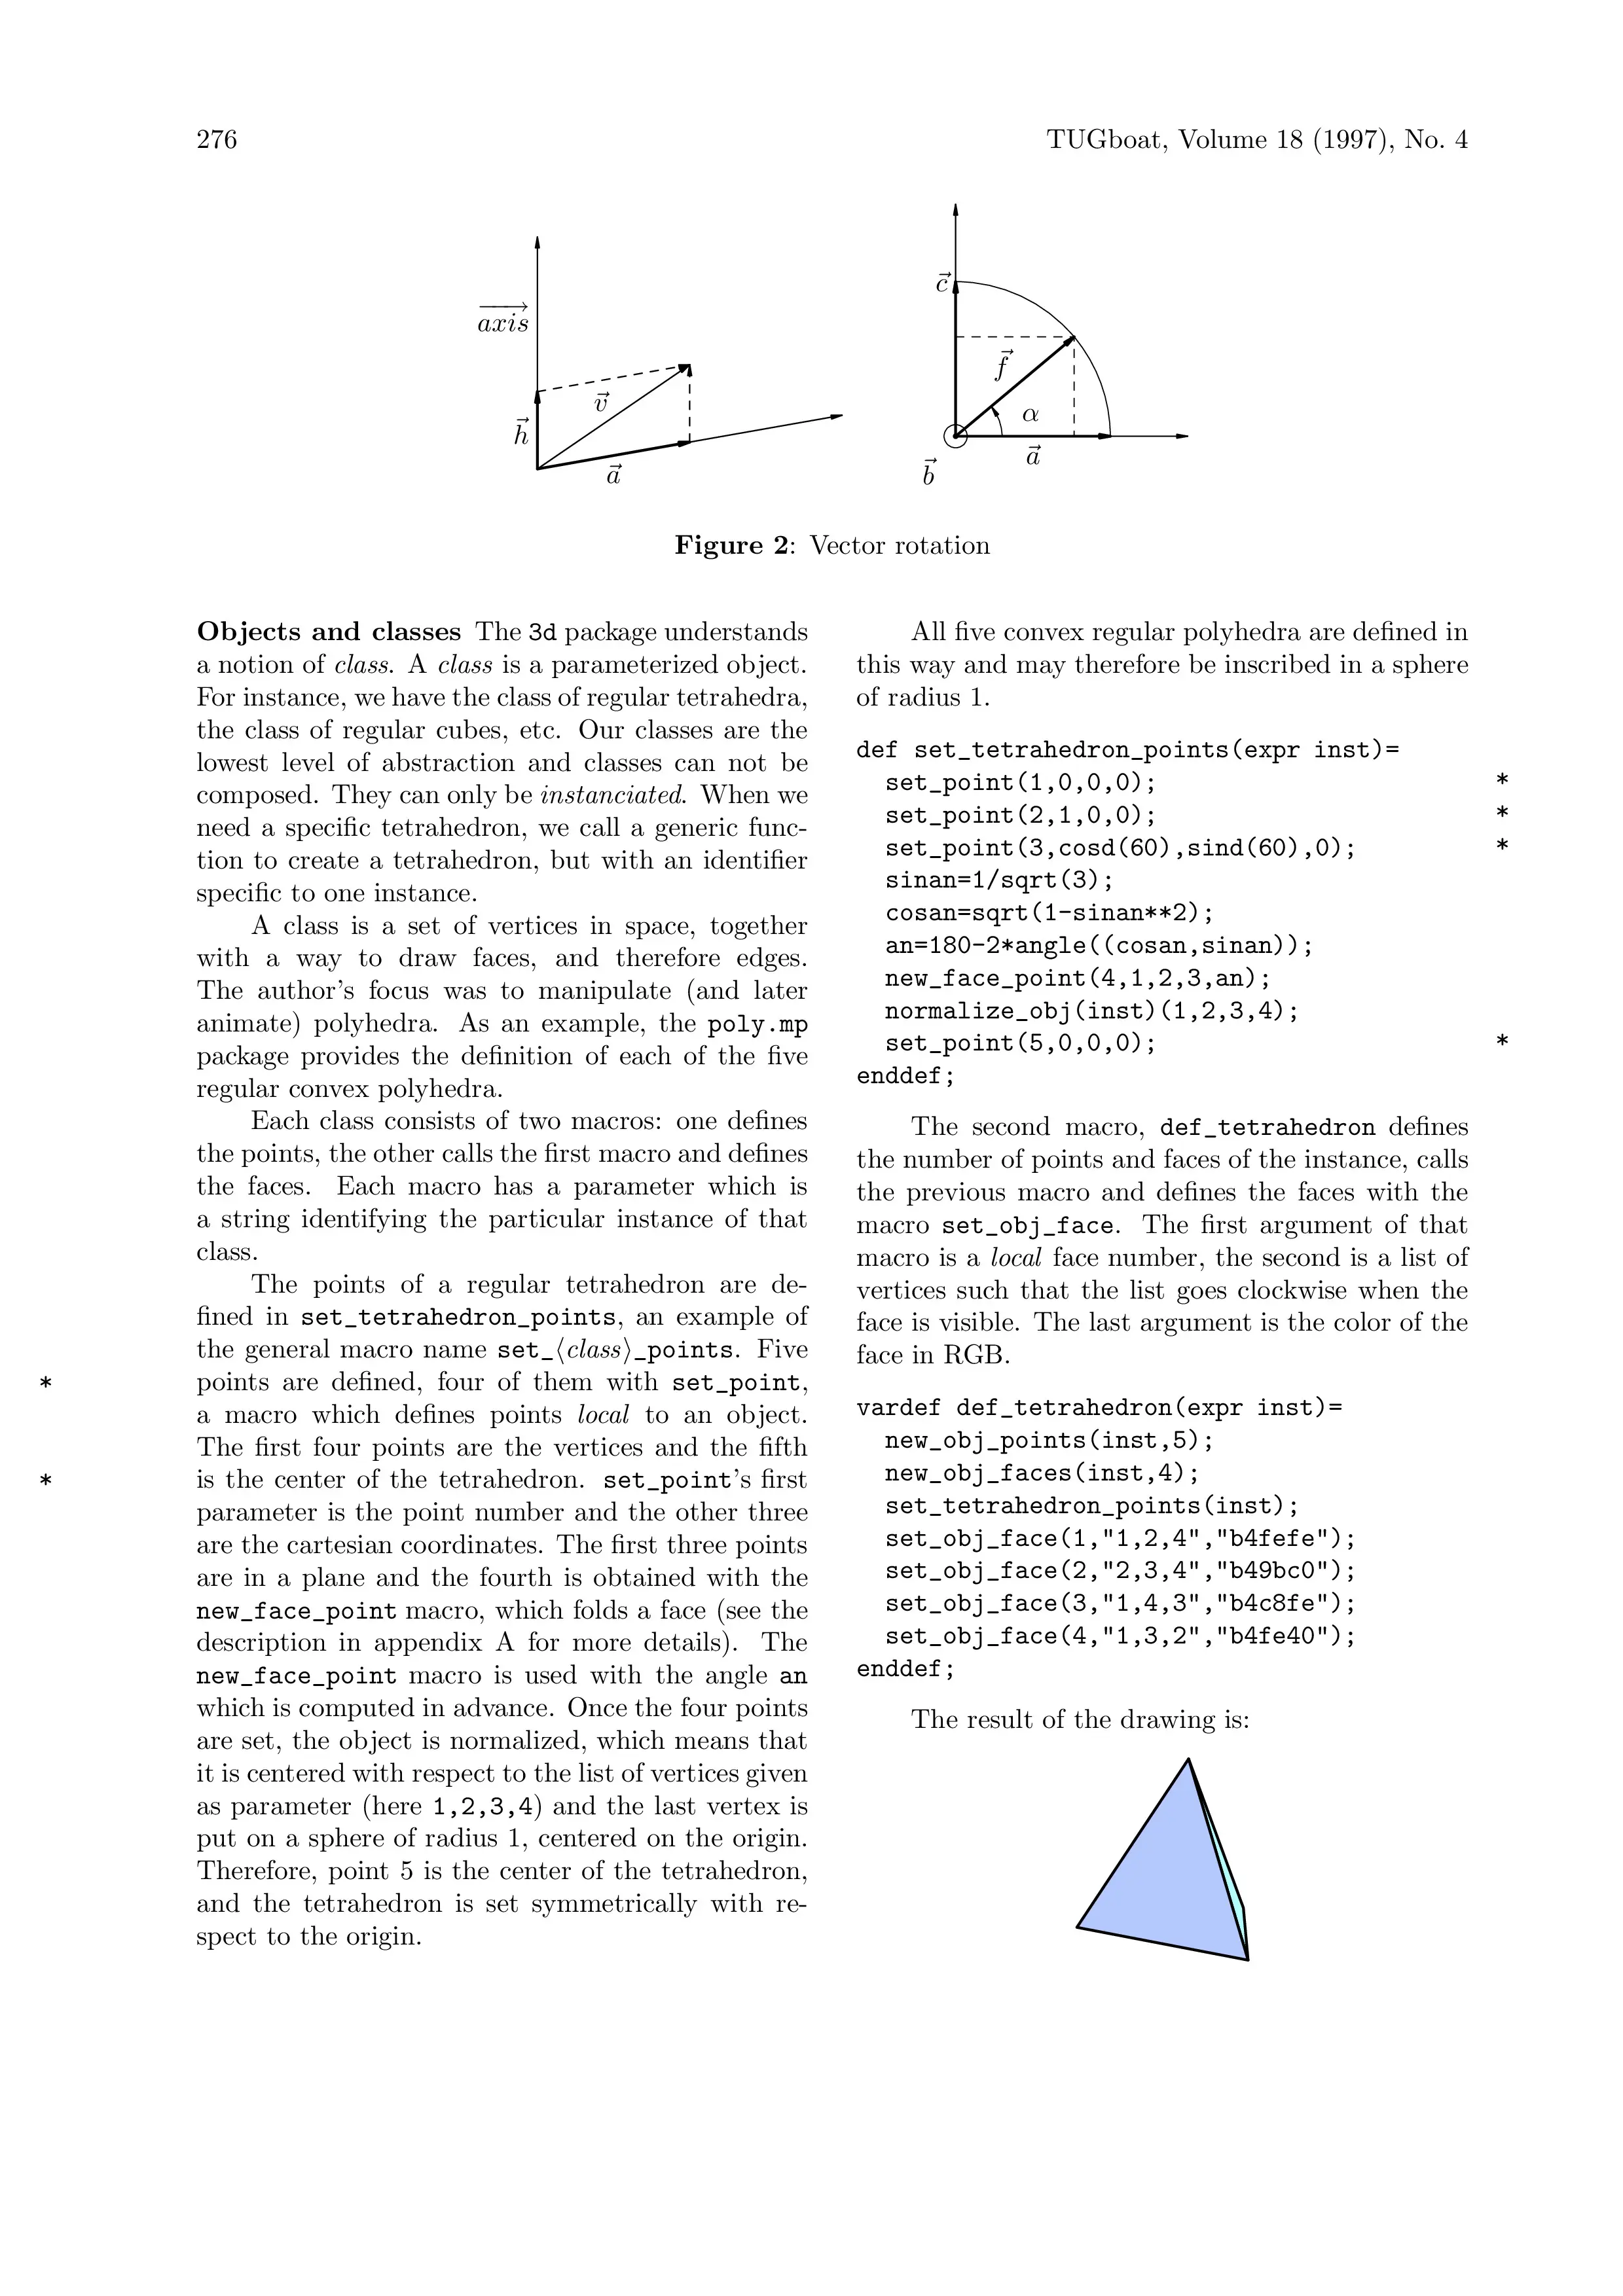 276
TUGboat, Volume 18 (1997), No. 4
axis
h
v
a
c
f
α
a
b
Figure 2: Vector rotation
Objects and classes The 3d package understands
a notion of class. A class is a parameterized object.
For instance, we have the class of regular tetrahedra,
the class of regular cubes, etc. Our classes are the
lowest level of abstraction and classes can not be
composed. They can only be instanciated. When we
need a specific tetrahedron, we call a generic func-
tion to create a tetrahedron, but with an identifier
specific to one instance.
A class is a set of vertices in space, together
with a way to draw faces, and therefore edges.
The author's focus was to manipulate (and later
animate) polyhedra. As an example, the poly.mp
package provides the definition of each of the five
regular convex polyhedra.
Each class consists of two macros: one defines
the points, the other calls the first macro and defines
the faces. Each macro has a parameter which is
a string identifying the particular instance of that
class.
The points of a regular tetrahedron are de-
fined in set_tetrahedron_points, an example of
the general macro name set_⟨class⟩_points. Five
* points are defined, four of them with set_point,
a macro which defines points local to an object.
The first four points are the vertices and the fifth
* is the center of the tetrahedron. set_point's first
parameter is the point number and the other three
are the cartesian coordinates. The first three points
are in a plane and the fourth is obtained with the
new_face_point macro, which folds a face (see the
description in appendix A for more details). The
new_face_point macro is used with the angle an
which is computed in advance. Once the four points
are set, the object is normalized, which means that
it is centered with respect to the list of vertices given
as parameter (here 1,2,3,4) and the last vertex is
put on a sphere of radius 1, centered on the origin.
Therefore, point 5 is the center of the tetrahedron,
and the tetrahedron is set symmetrically with re-
spect to the origin.
All five convex regular polyhedra are defined in
this way and may therefore be inscribed in a sphere
of radius 1.
def set_tetrahedron_points(expr inst)=
set_point(1,0,0,0); *
set_point(2,1,0,0); *
set_point(3,cosd(60),sind(60),0); *
sinan=1/sqrt(3);
cosan=sqrt(1-sinan**2);
an=180-2*angle((cosan,sinan));
new_face_point(4,1,2,3,an);
normalize_obj(inst)(1,2,3,4);
set_point(5,0,0,0); *
enddef;
The second macro, def_tetrahedron defines
the number of points and faces of the instance, calls
the previous macro and defines the faces with the
macro set_obj_face. The first argument of that
macro is a local face number, the second is a list of
vertices such that the list goes clockwise when the
face is visible. The last argument is the color of the
face in RGB.
vardef def_tetrahedron(expr inst)=
new_obj_points(inst,5);
new_obj_faces(inst,4);
set_tetrahedron_points(inst);
set_obj_face(1,"1,2,4","b4fefe");
set_obj_face(2,"2,3,4","b49bc0");
set_obj_face(3,"1,4,3","b4c8fe");
set_obj_face(4,"1,3,2","b4fe40");
enddef;
The result of the drawing is: